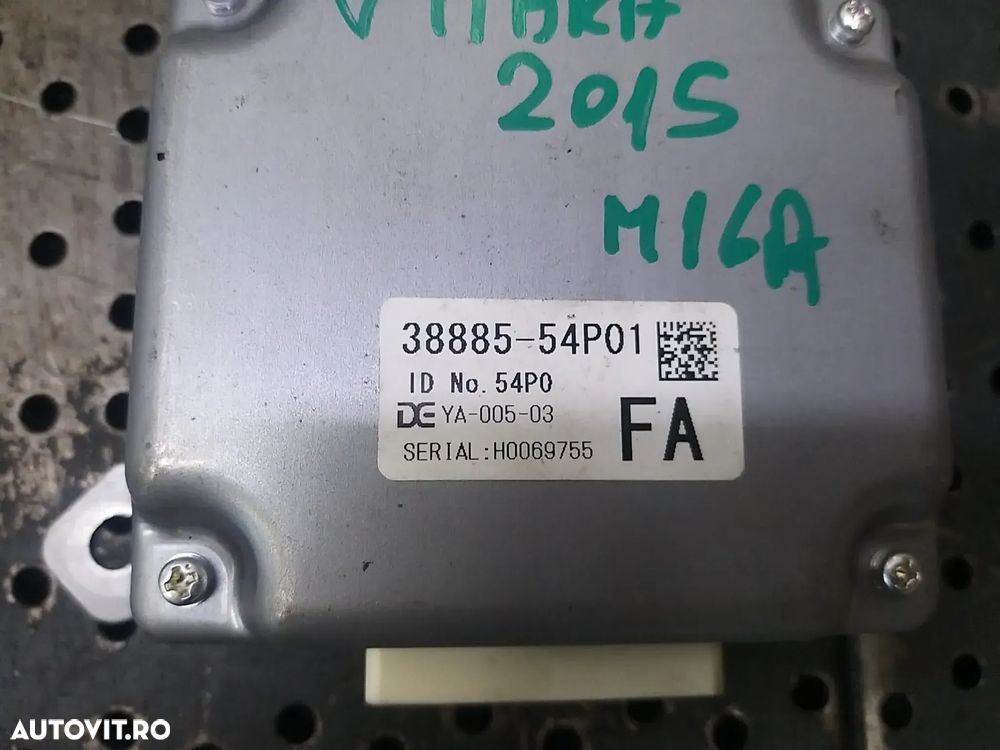 VITARA
2015
M16A
38885-54P01
ID No. 54P0
DE YA-005-03
FA
SERIAL:H0069755
AUTOVIT.RO